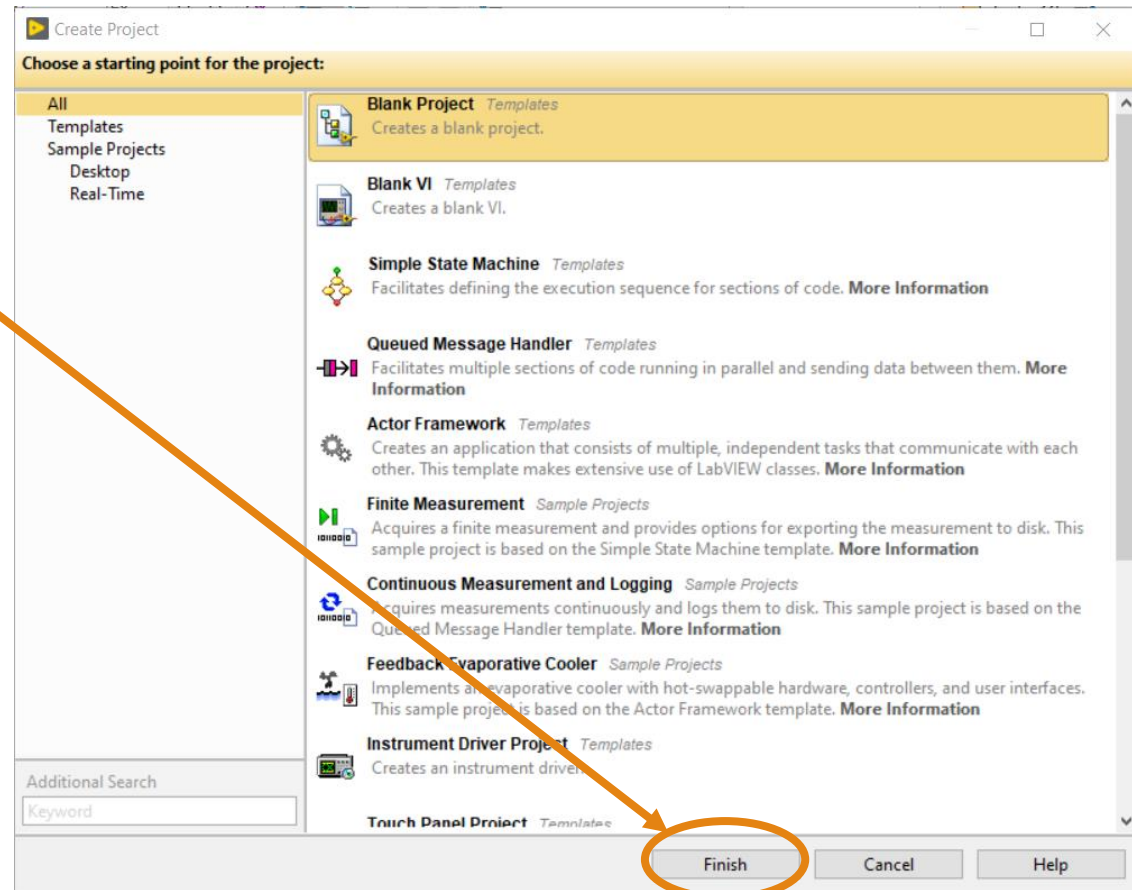 Create Project
Choose a starting point for the project:
All
Templates
Sample Projects
Desktop
Real-Time
Additional Search
Keyword
Blank Project Templates
Creates a blank project.
Blank VI Templates
Creates a blank VI.
Simple State Machine Templates
Facilitates defining the execution sequence for sections of code. More Information
Queued Message Handler Templates
Facilitates multiple sections of code running in parallel and sending data between them. More
Information
Actor Framework Templates
Creates an application that consists of multiple, independent tasks that communicate with each
other. This template makes extensive use of LabVIEW classes. More Information
Finite Measurement Sample Projects
Acquires a finite measurement and provides options for exporting the measurement to disk. This
sample project is based on the Simple State Machine template. More Information
Continuous Measurement and Logging Sample Projects
Acquires measurements continuously and logs them to disk. This sample project is based on the
Queued Message Handler template. More Information
Feedback Evaporative Cooler Sample Projects
Implements an evaporative cooler with hot-swappable hardware, controllers, and user interfaces.
This sample project is based on the Actor Framework template. More Information
Instrument Driver Project Templates
Creates an instrument driver.
Touch Panel Project Templates
Finish Cancel Help